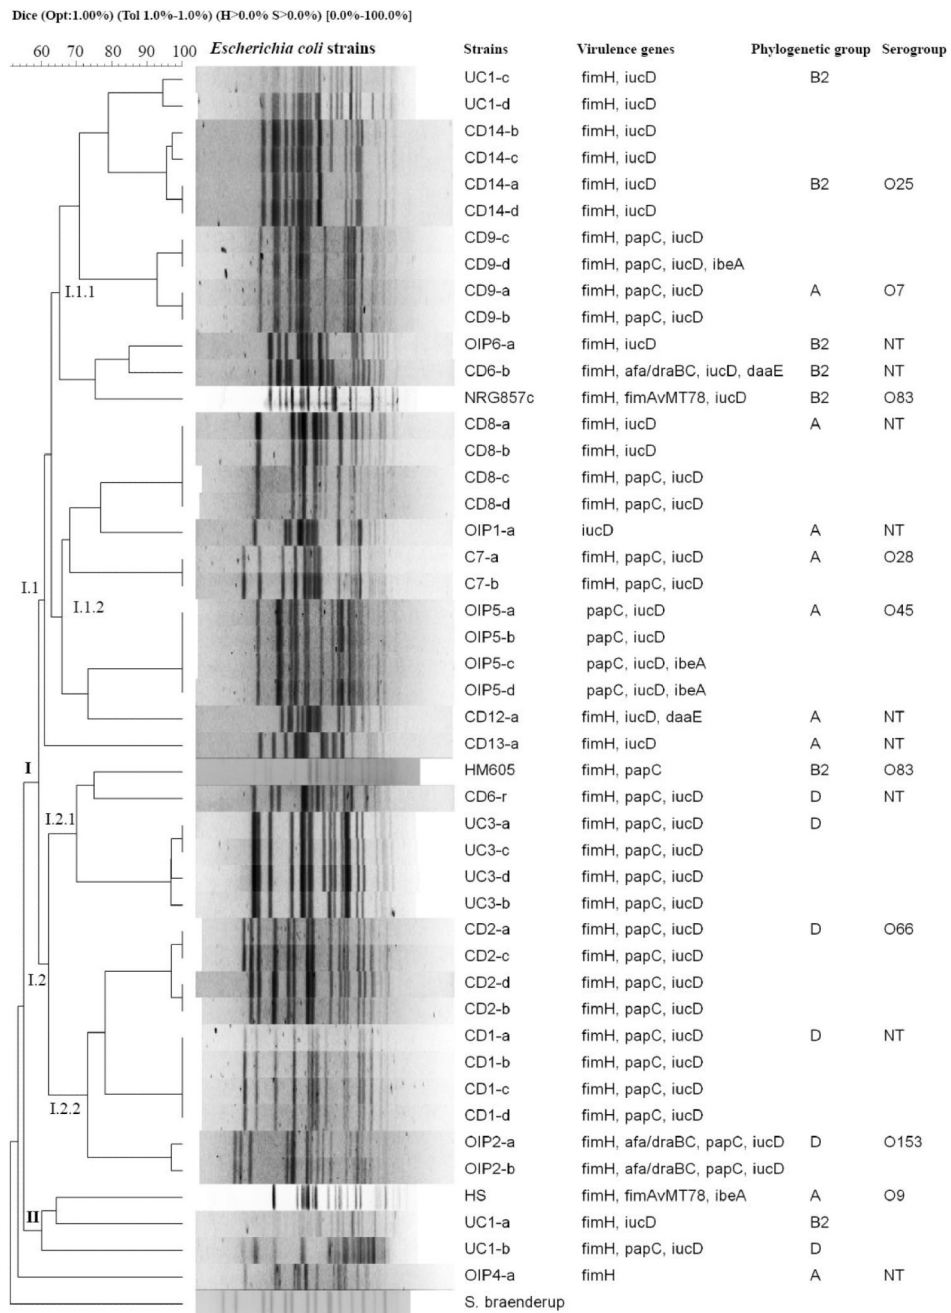 Dice (Opt:1.00%) (Tol 1.0%-1.0%) (H>0.0% S>0.0%) [0.0%-100.0%]
60 70 80 90 100 Escherichia coli strains Strains Virulence genes Phylogenetic group Serogroup
UC1-c fimH, iucD B2
UC1-d fimH, iucD
CD14-b fimH, iucD
CD14-c fimH, iucD
CD14-a fimH, iucD B2 O25
CD14-d fimH, iucD
CD9-c fimH, papC, iucD
CD9-d fimH, papC, iucD, ibeA
I.1.1 CD9-a fimH, papC, iucD A O7
CD9-b fimH, papC, iucD
OIP6-a fimH, iucD B2 NT
CD6-b fimH, afa/draBC, iucD, daaE B2 NT
NRG857c fimH, fimAvMT78, iucD B2 O83
CD8-a fimH, iucD A NT
CD8-b fimH, iucD
CD8-c fimH, papC, iucD
CD8-d fimH, papC, iucD
OIP1-a iucD A NT
C7-a fimH, papC, iucD A O28
I.1 C7-b fimH, papC, iucD
OIP5-a papC, iucD A O45
I.1.2 OIP5-b papC, iucD
OIP5-c papC, iucD, ibeA
OIP5-d papC, iucD, ibeA
CD12-a fimH, iucD, daaE A NT
CD13-a fimH, iucD A NT
I HM605 fimH, papC B2 O83
CD6-r fimH, papC, iucD D NT
I.2.1 UC3-a fimH, papC, iucD D
UC3-c fimH, papC, iucD
UC3-d fimH, papC, iucD
UC3-b fimH, papC, iucD
CD2-a fimH, papC, iucD D O66
CD2-c fimH, papC, iucD
I.2 CD2-d fimH, papC, iucD
CD2-b fimH, papC, iucD
CD1-a fimH, papC, iucD D NT
CD1-b fimH, papC, iucD
CD1-c fimH, papC, iucD
I.2.2 CD1-d fimH, papC, iucD
OIP2-a fimH, afa/draBC, papC, iucD D O153
OIP2-b fimH, afa/draBC, papC, iucD
HS fimH, fimAvMT78, ibeA A O9
II UC1-a fimH, iucD B2
UC1-b fimH, papC, iucD D
OIP4-a fimH A NT
S. braenderup